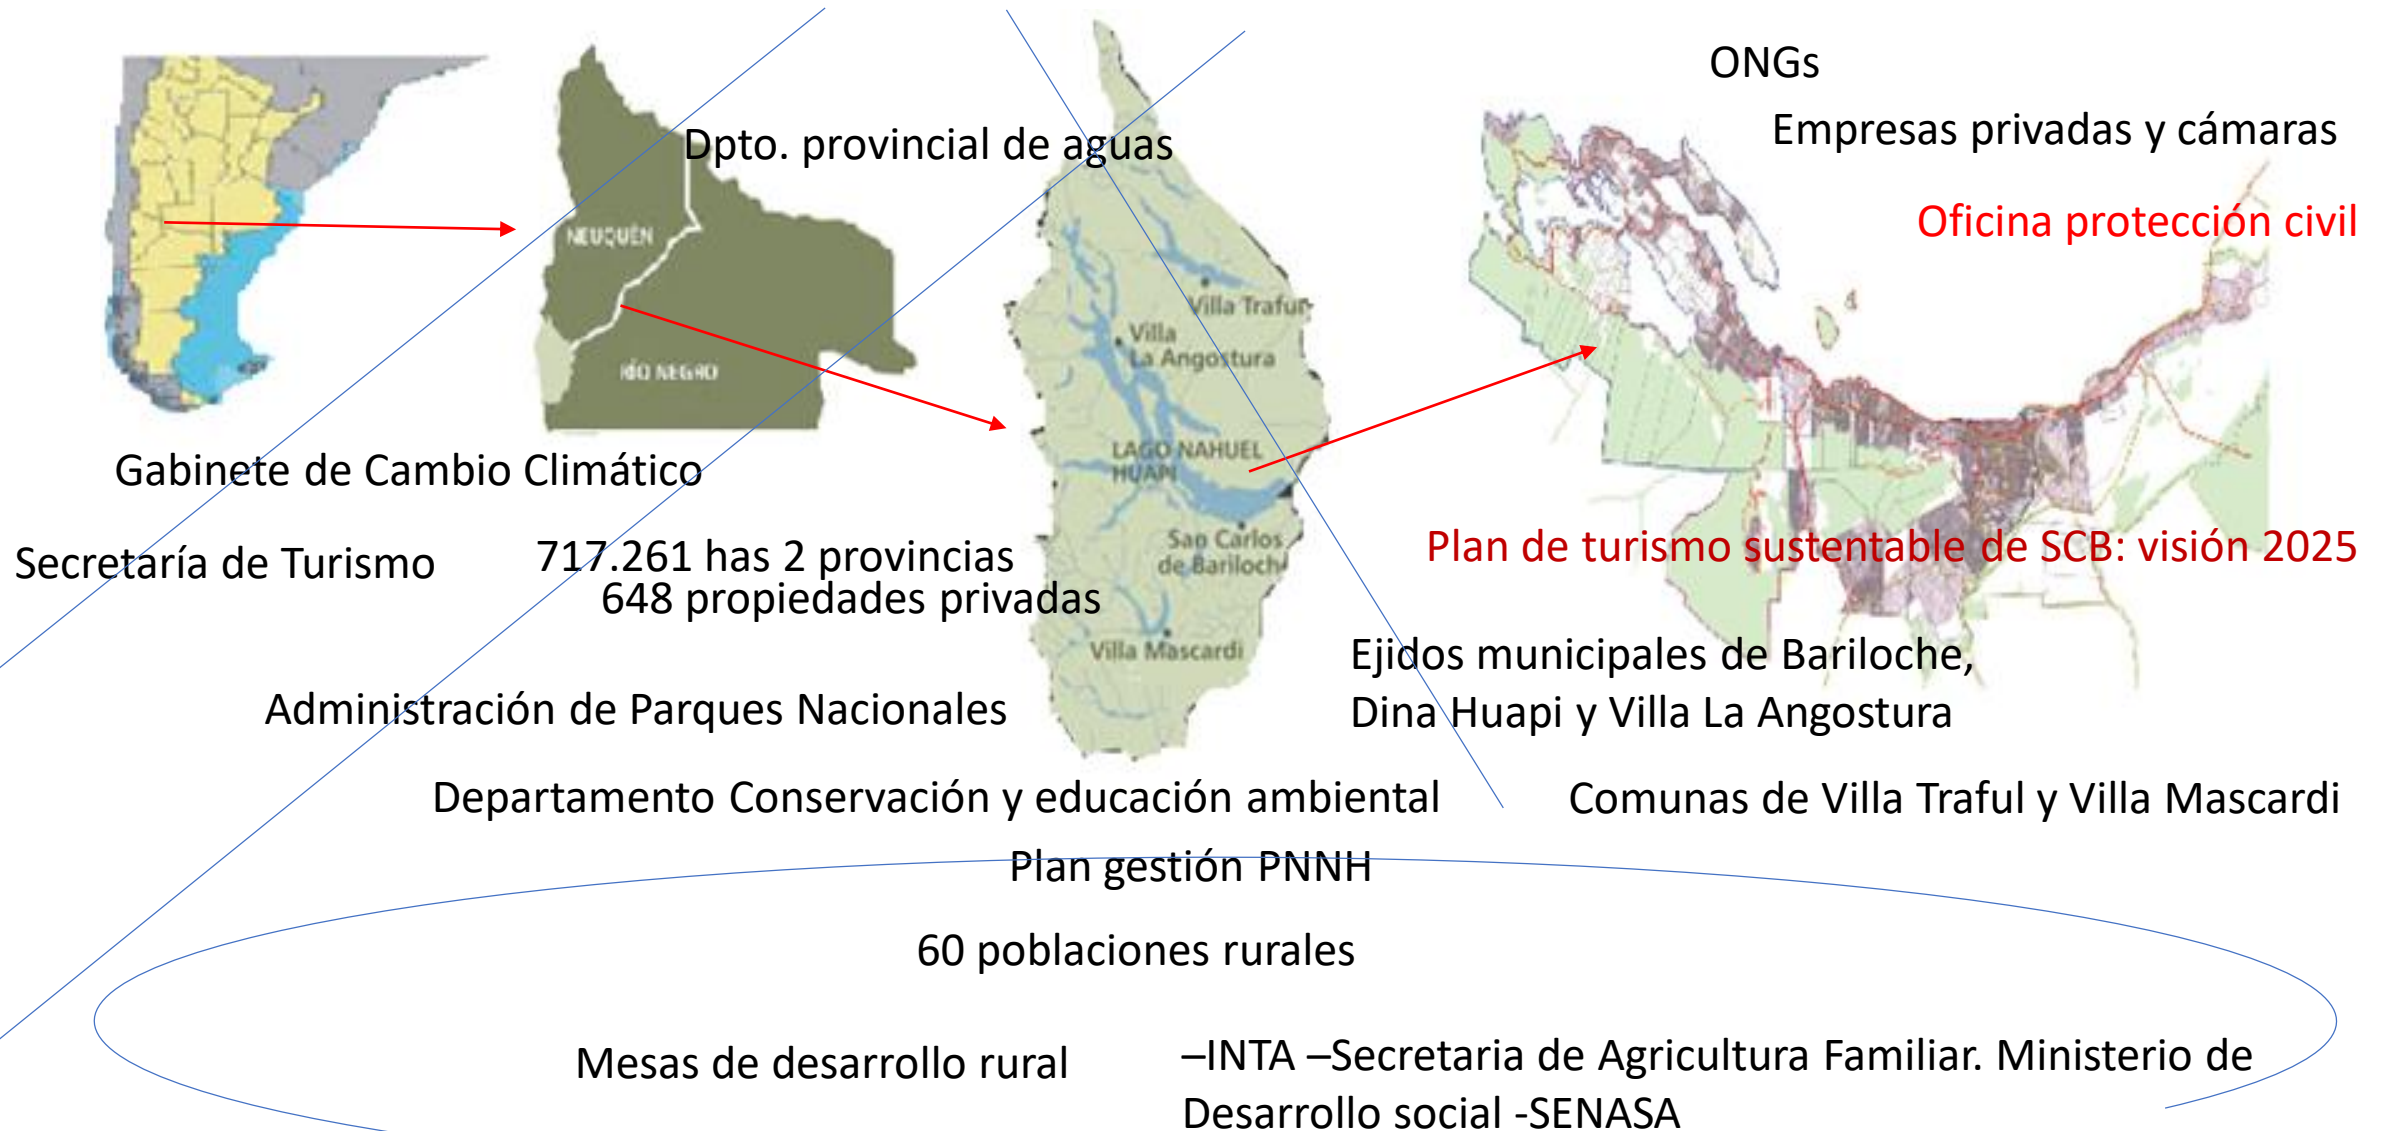 ONGs
Empresas privadas y cámaras
Dpto. provincial de aguas
Oficina protección civil
NEUQUÉN
RÍO NEGRO
Villa Traful
Villa
La Angostura
LAGO NAHUEL
HUAPI
San Carlos
de Bariloch
Villa Mascardi
Gabinete de Cambio Climático
Secretaría de Turismo
717.261 has 2 provincias
648 propiedades privadas
Plan de turismo sustentable de SCB: visión 2025
Administración de Parques Nacionales
Ejidos municipales de Bariloche,
Dina Huapi y Villa La Angostura
Departamento Conservación y educación ambiental
Comunas de Villa Traful y Villa Mascardi
Plan gestión PNNH
60 poblaciones rurales
Mesas de desarrollo rural
–INTA –Secretaria de Agricultura Familiar. Ministerio de
Desarrollo social -SENASA